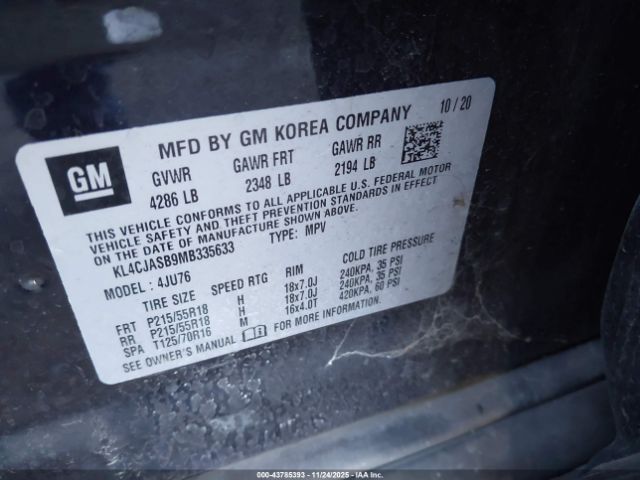 GM
MFD BY GM KOREA COMPANY 10 / 20
GVWR GAWR FRT GAWR RR
4286 LB 2348 LB 2194 LB
THIS VEHICLE CONFORMS TO ALL APPLICABLE U.S. FEDERAL MOTOR
VEHICLE SAFETY AND THEFT PREVENTION STANDARDS IN EFFECT
ON THE DATE OF MANUFACTURE SHOWN ABOVE.
KL4CJASB9MB335633 TYPE: MPV
MODEL: 4JU76
TIRE SIZE SPEED RTG RIM COLD TIRE PRESSURE
FRT P215/55R18 H 18x7.0J 240KPA, 35 PSI
RR P215/55R18 H 18x7.0J 240KPA, 35 PSI
SPA T125/70R16 M 16x4.0T 420KPA, 60 PSI
SEE OWNER'S MANUAL FOR MORE INFORMATION.
000-43785393 - 11/24/2025 - IAA Inc.